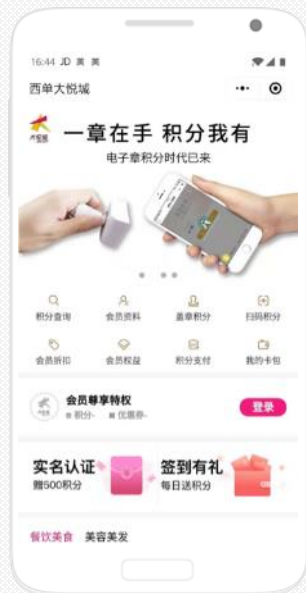 16:44 JD 美 美
西单大悦城
大悦城
一章在手 积分我有
电子章积分时代已来
积分查询 会员资料 盖章积分 扫码积分
会员折扣 会员权益 积分支付 我的卡包
会员尊享特权
积分- 优惠券-
登录
实名认证 签到有礼
赠500积分 每日送积分
餐饮美食 美容美发